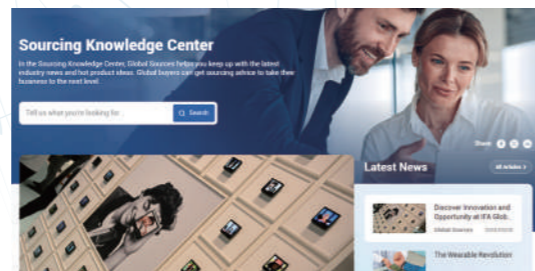 Sourcing Knowledge Center
In the Sourcing Knowledge Center, Global Sources helps you keep up with the latest
industry news and hot product ideas. Global buyers can get sourcing advice to take their
business to the next level.
Tell us what you're looking for
Search
Share
Latest News
All Articles >
Discover Innovation and
Opportunity at IFA Glob.
Global Sources
The Wearable Revolution